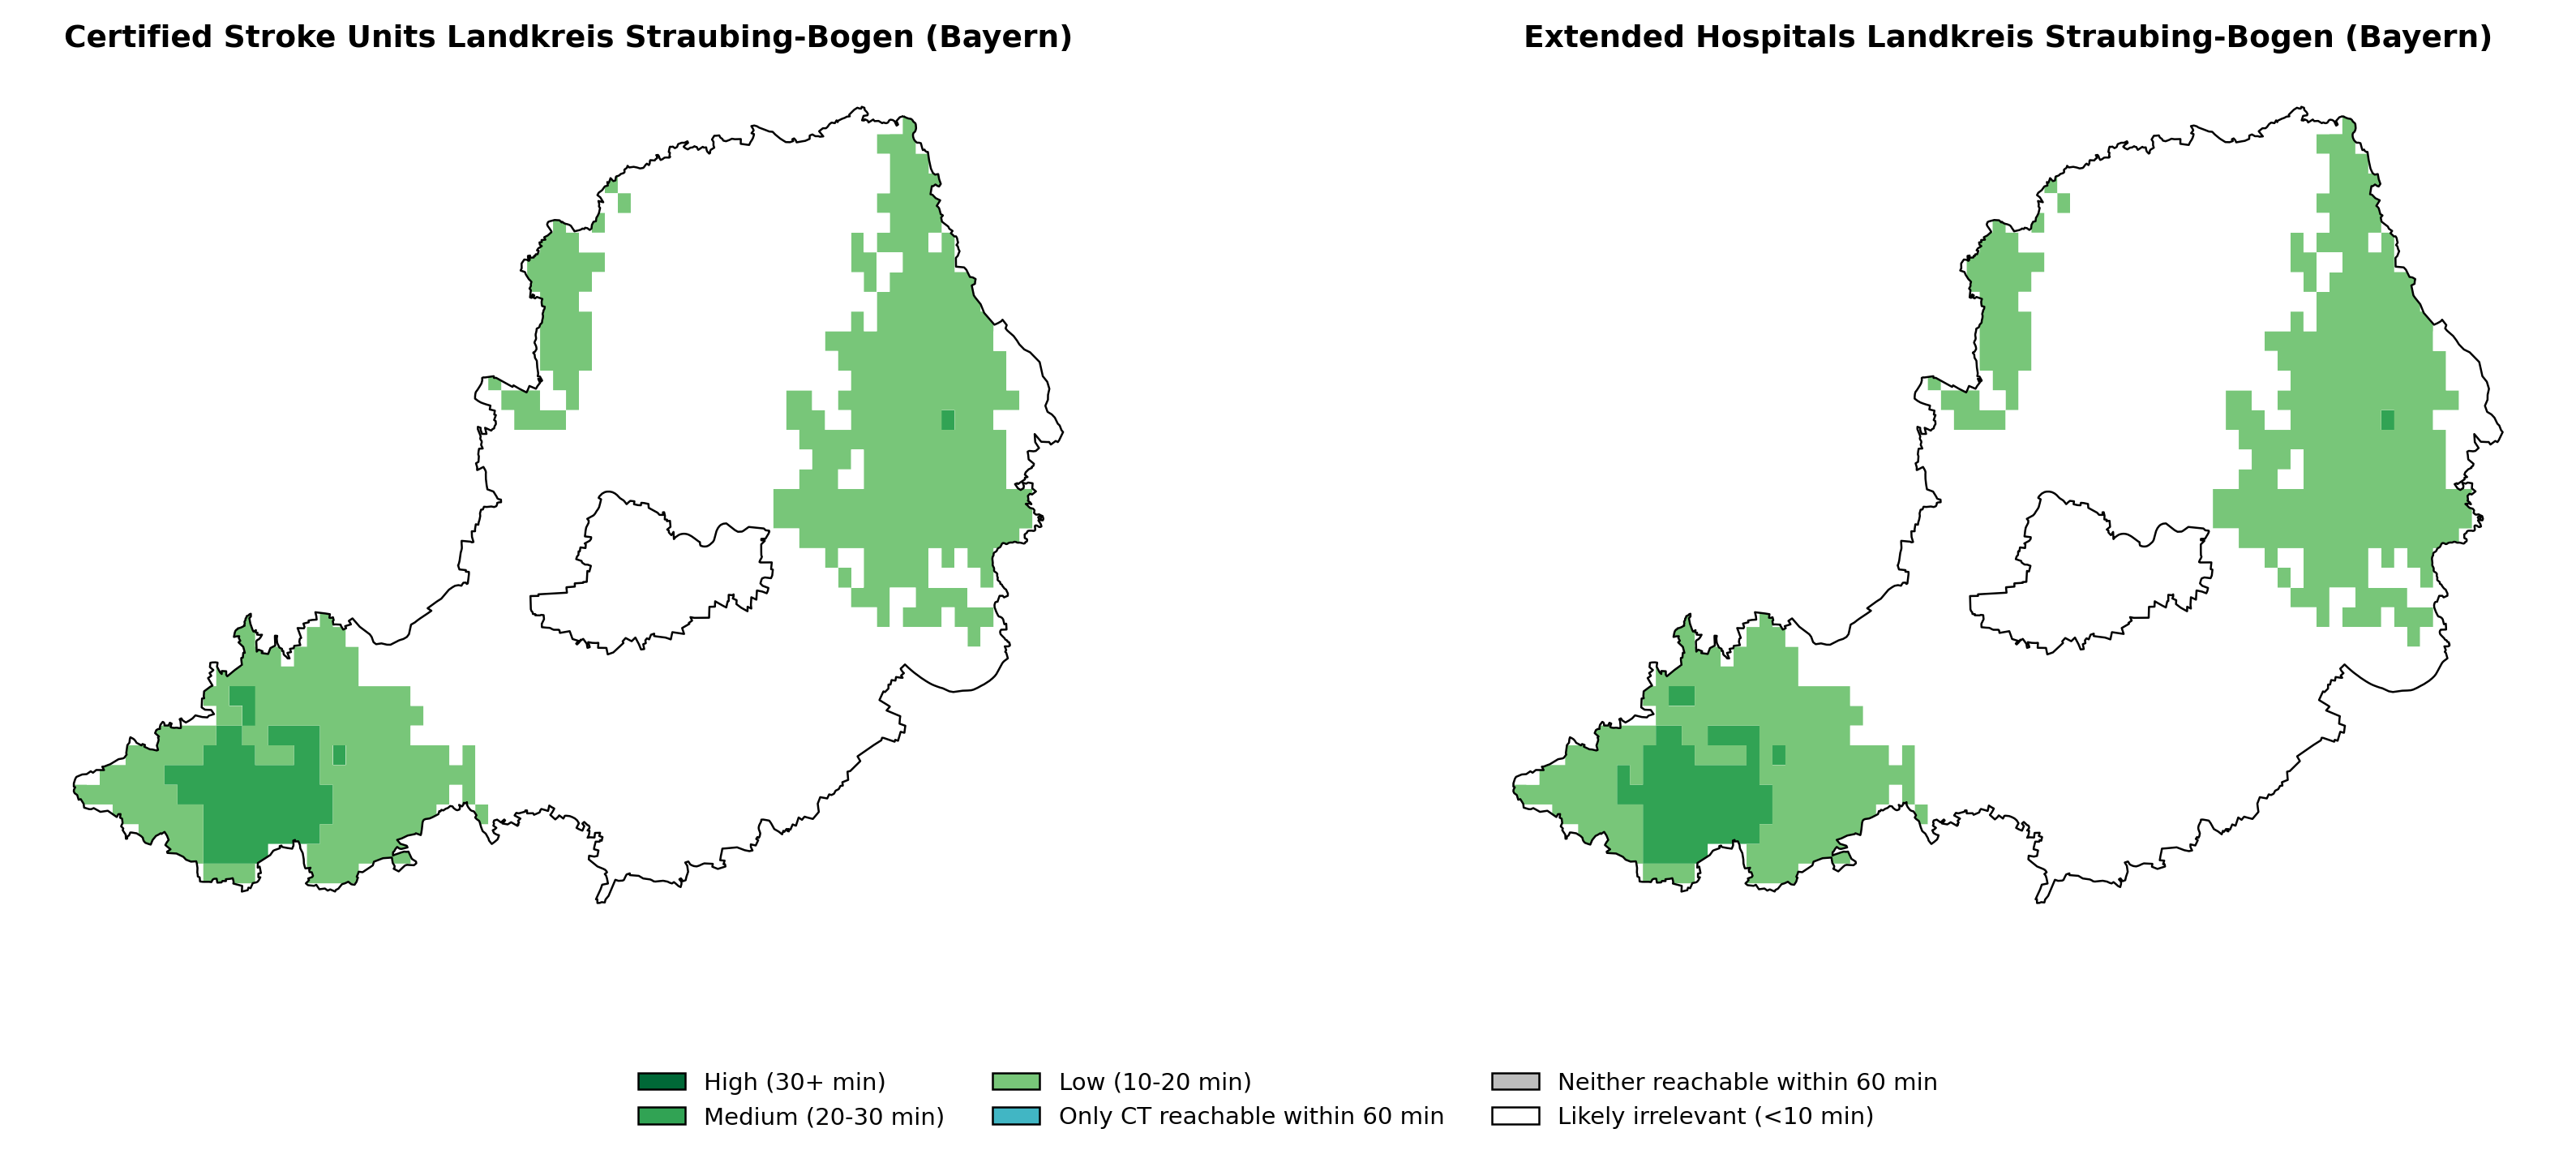 Certified Stroke Units Landkreis Straubing-Bogen (Bayern)
Extended Hospitals Landkreis Straubing-Bogen (Bayern)
High (30+ min)
Medium (20-30 min)
Low (10-20 min)
Only CT reachable within 60 min
Neither reachable within 60 min
Likely irrelevant (<10 min)